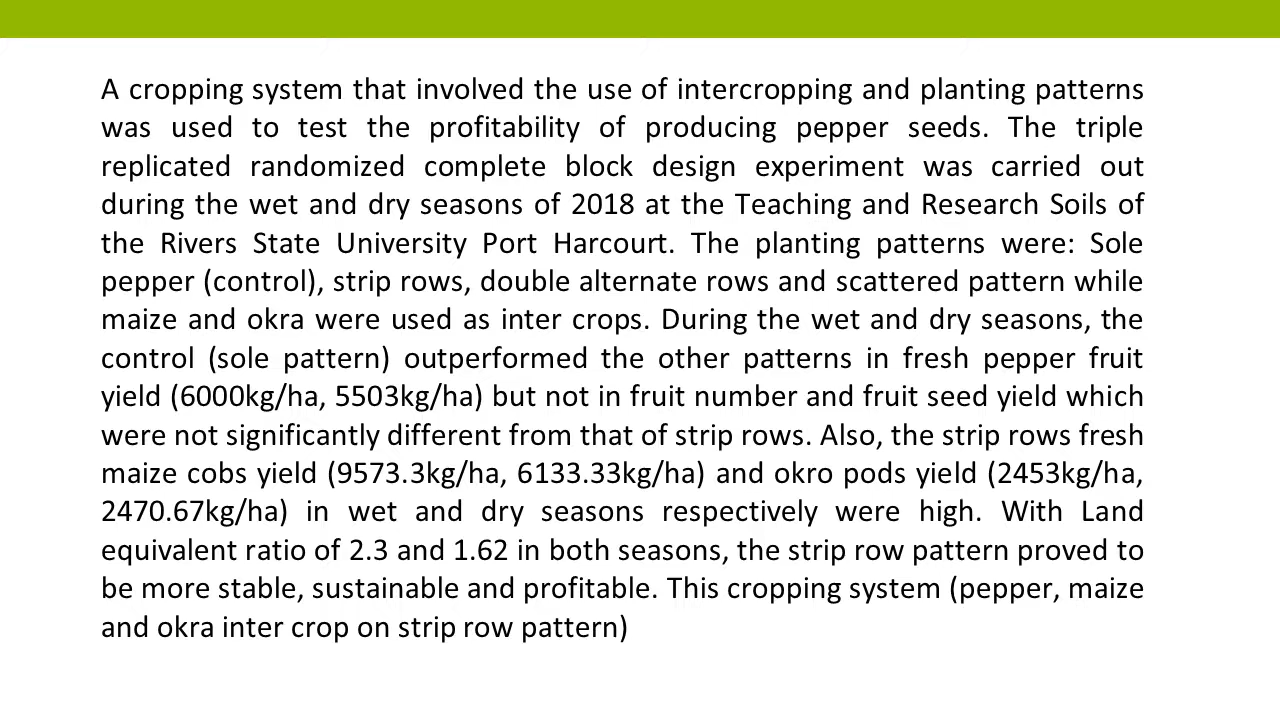 A cropping system that involved the use of intercropping and planting patterns
was used to test the profitability of producing pepper seeds. The triple
replicated randomized complete block design experiment was carried out
during the wet and dry seasons of 2018 at the Teaching and Research Soils of
the Rivers State University Port Harcourt. The planting patterns were: Sole
pepper (control), strip rows, double alternate rows and scattered pattern while
maize and okra were used as inter crops. During the wet and dry seasons, the
control (sole pattern) outperformed the other patterns in fresh pepper fruit
yield (6000kg/ha, 5503kg/ha) but not in fruit number and fruit seed yield which
were not significantly different from that of strip rows. Also, the strip rows fresh
maize cobs yield (9573.3kg/ha, 6133.33kg/ha) and okro pods yield (2453kg/ha,
2470.67kg/ha) in wet and dry seasons respectively were high. With Land
equivalent ratio of 2.3 and 1.62 in both seasons, the strip row pattern proved to
be more stable, sustainable and profitable. This cropping system (pepper, maize
and okra inter crop on strip row pattern)